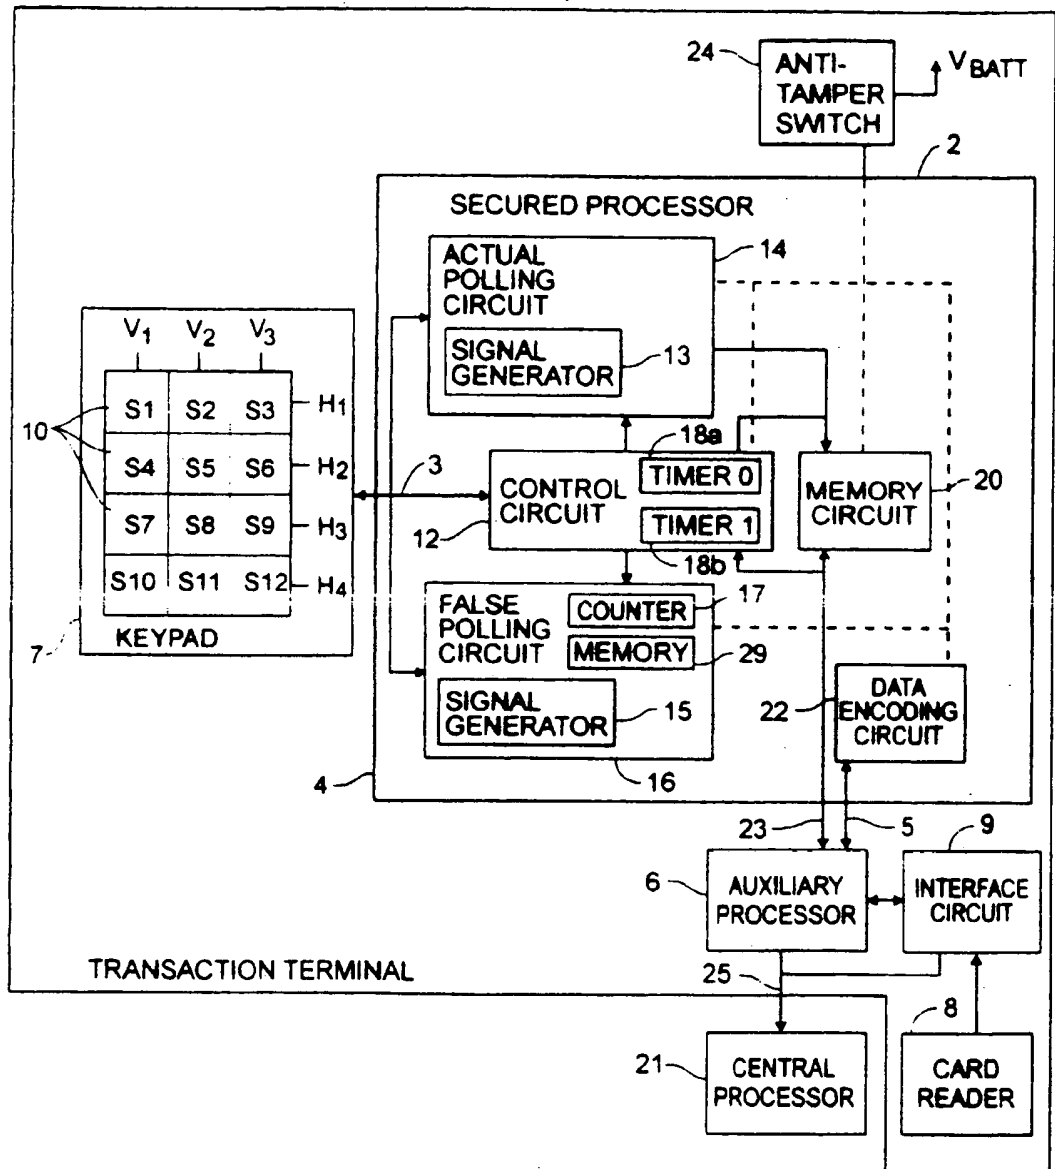 24
ANTI-
TAMPER
SWITCH
VBATT
2
SECURED PROCESSOR
ACTUAL
POLLING
CIRCUIT
14
SIGNAL
GENERATOR
13
V1 V2 V3
S1 S2 S3 H1
10
S4 S5 S6 H2
S7 S8 S9 H3
S10 S11 S12 H4
KEYPAD
7
3
18a
TIMER 0
CONTROL
CIRCUIT
12
TIMER 1
18b
MEMORY
CIRCUIT
20
FALSE
POLLING
CIRCUIT
COUNTER
17
MEMORY
29
SIGNAL
GENERATOR
15
16
4
22
DATA
ENCODING
CIRCUIT
23
5
9
6
AUXILIARY
PROCESSOR
INTERFACE
CIRCUIT
TRANSACTION TERMINAL
25
8
21
CENTRAL
PROCESSOR
CARD
READER